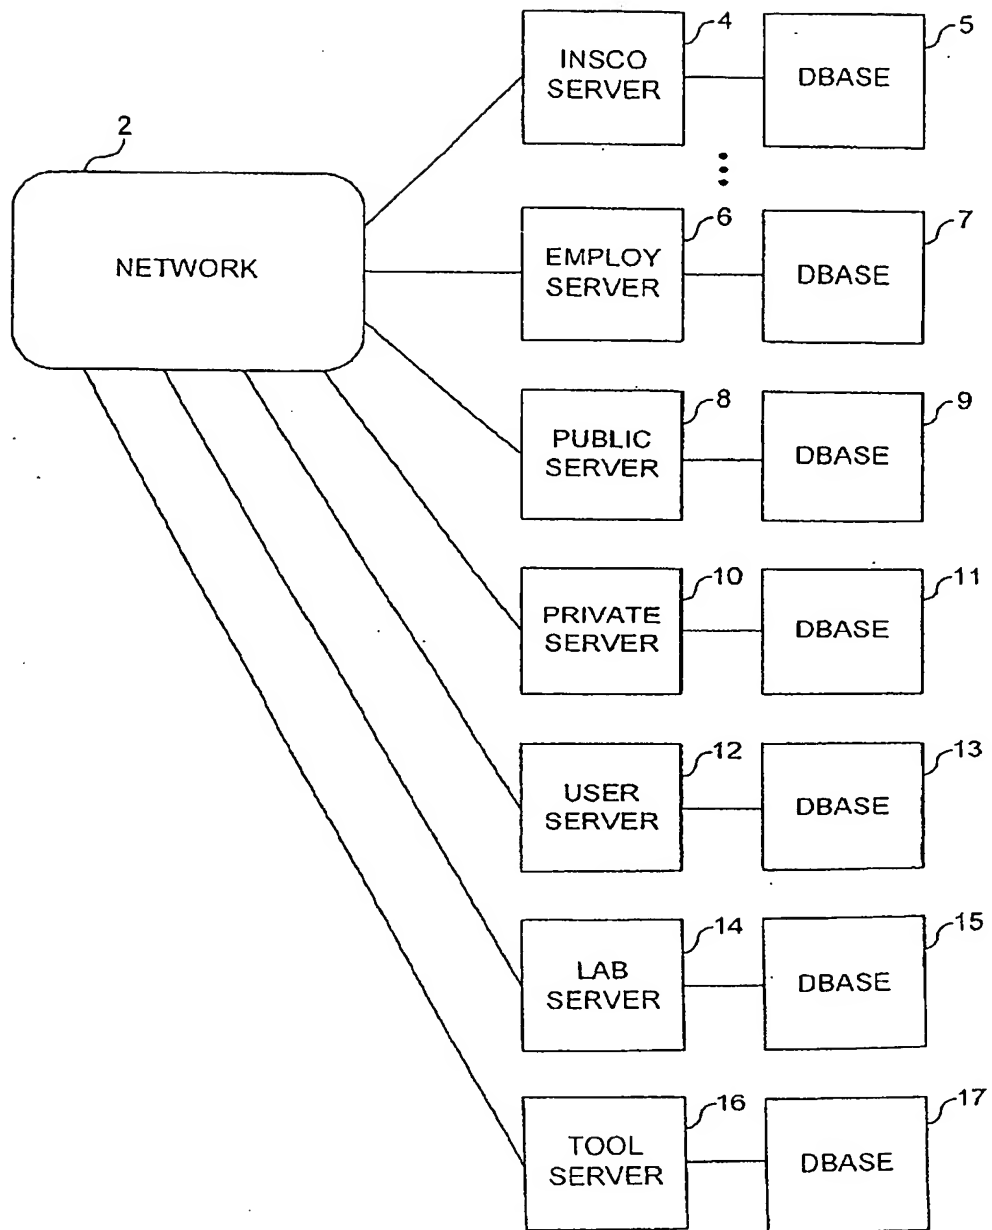 4
5
INSCO
SERVER
DBASE
2
6
7
NETWORK
EMPLOY
SERVER
DBASE
8
9
PUBLIC
SERVER
DBASE
10
11
PRIVATE
SERVER
DBASE
12
13
USER
SERVER
DBASE
14
15
LAB
SERVER
DBASE
16
17
TOOL
SERVER
DBASE